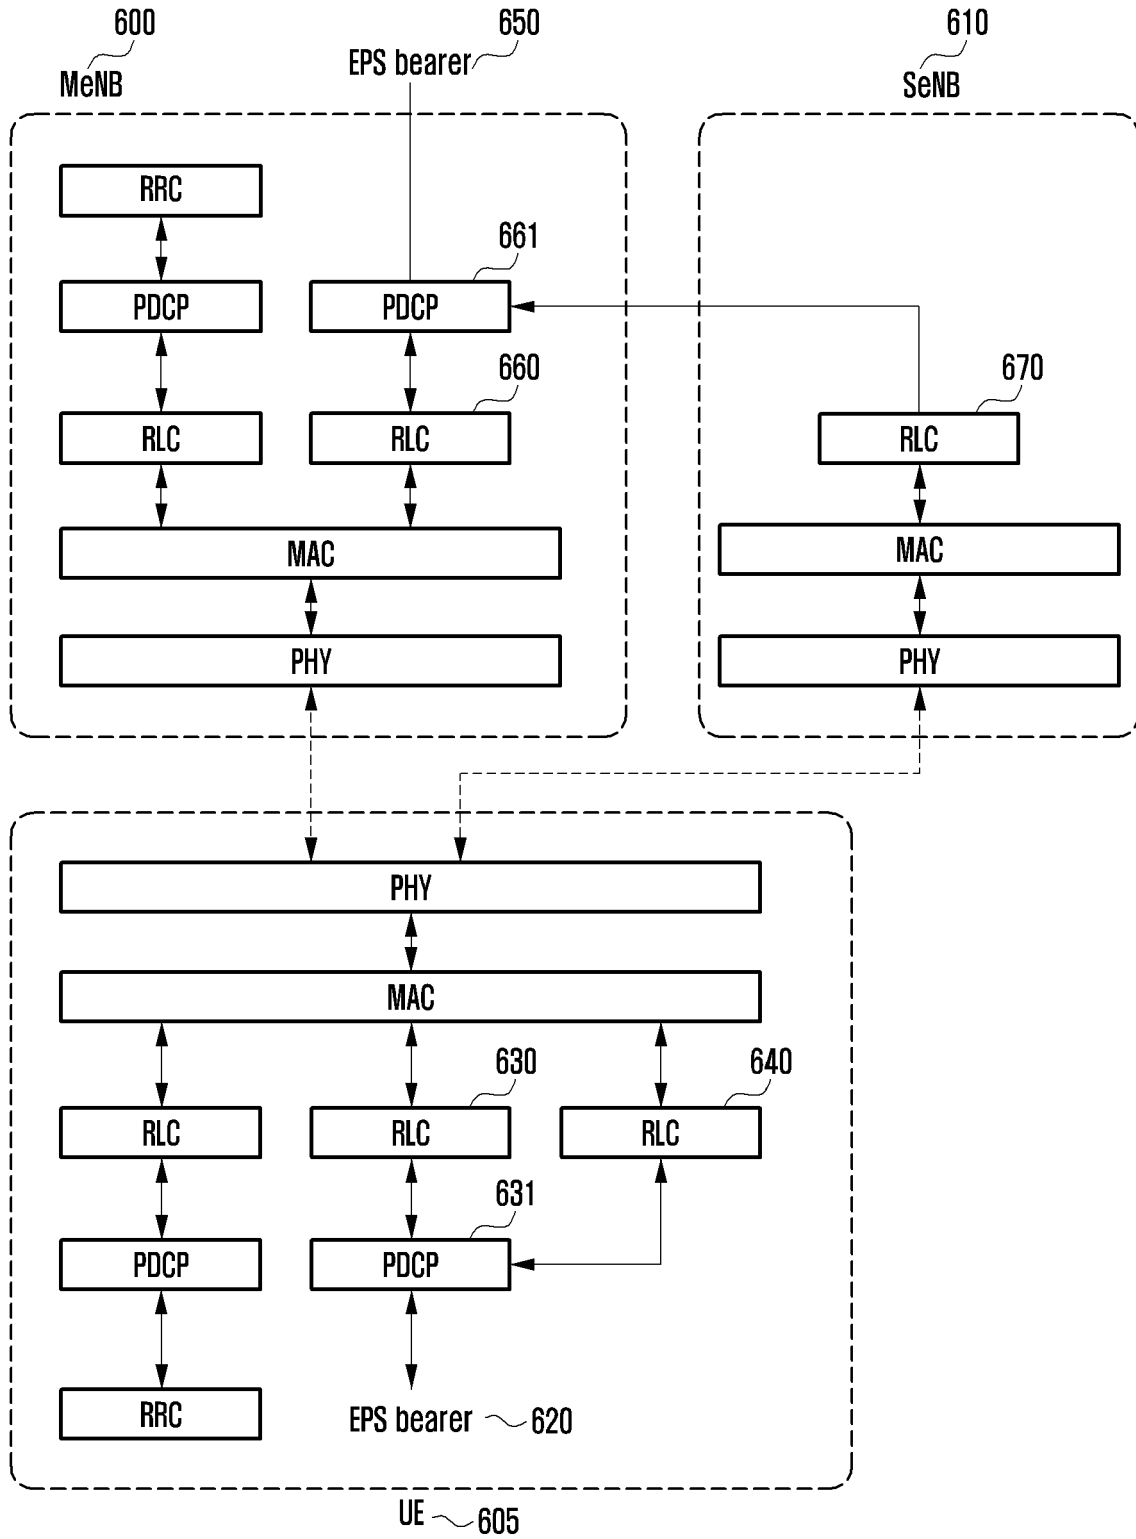 600
650
610
MeNB
EPS bearer
SeNB
RRC
661
PDCP
PDCP
660
670
RLC
RLC
RLC
MAC
MAC
PHY
PHY
PHY
MAC
630
640
RLC
RLC
RLC
631
PDCP
PDCP
RRC
EPS bearer
620
UE
605